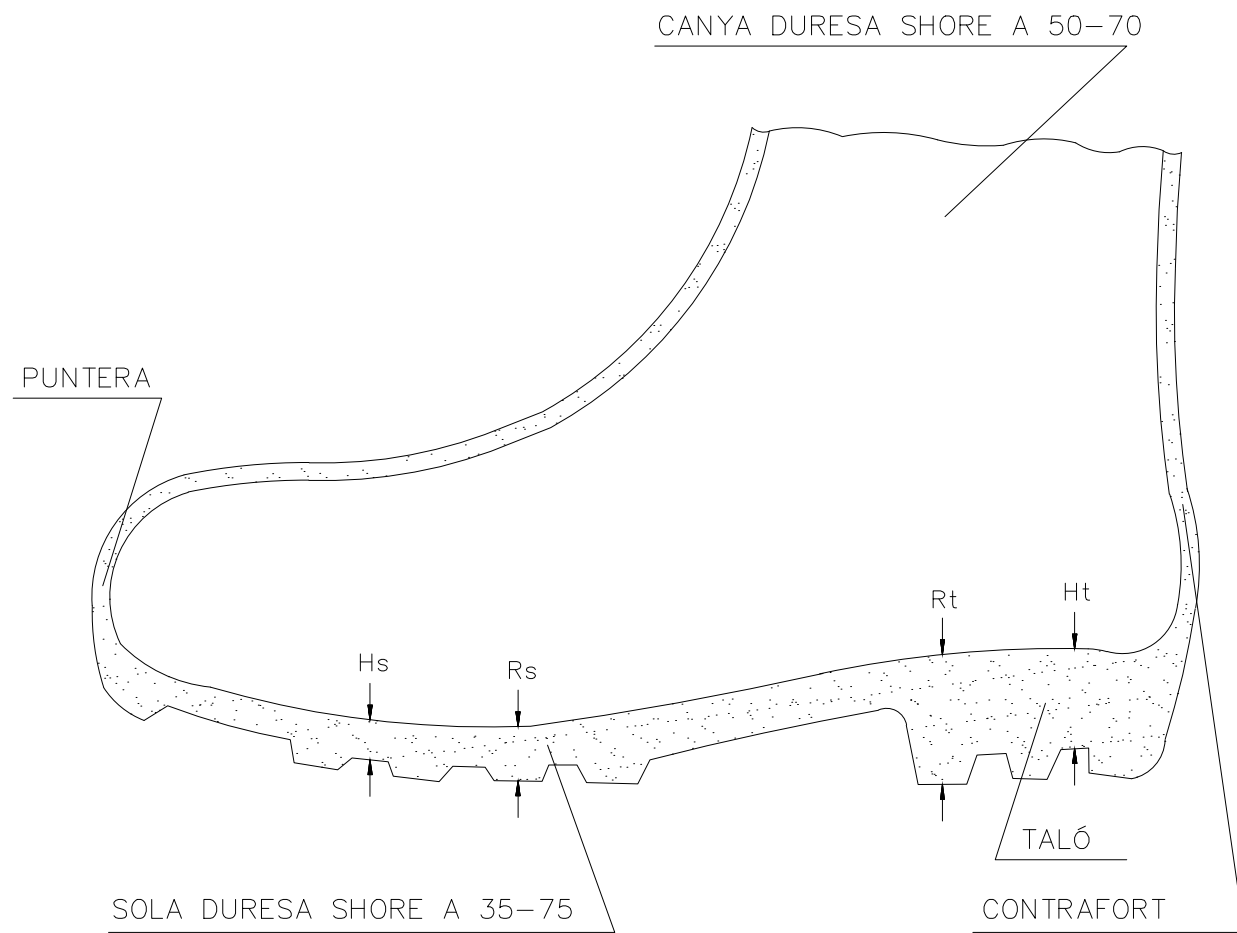 CANYA DURESA SHORE A 50-70
PUNTERA
Rt
Ht
Hs
Rs
TALÓ
SOLA DURESA SHORE A 35-75
CONTRAFORT